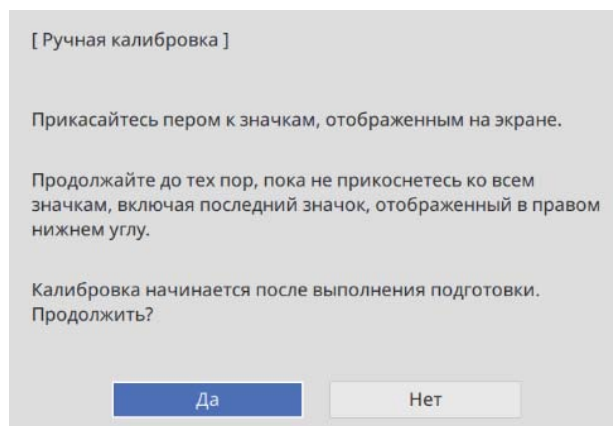 [ Ручная калибровка ]
Прикасайтесь пером к значкам, отображенным на экране.
Продолжайте до тех пор, пока не прикоснетесь ко всем
значкам, включая последний значок, отображенный в правом
нижнем углу.
Калибровка начинается после выполнения подготовки.
Продолжить?
Да
Нет